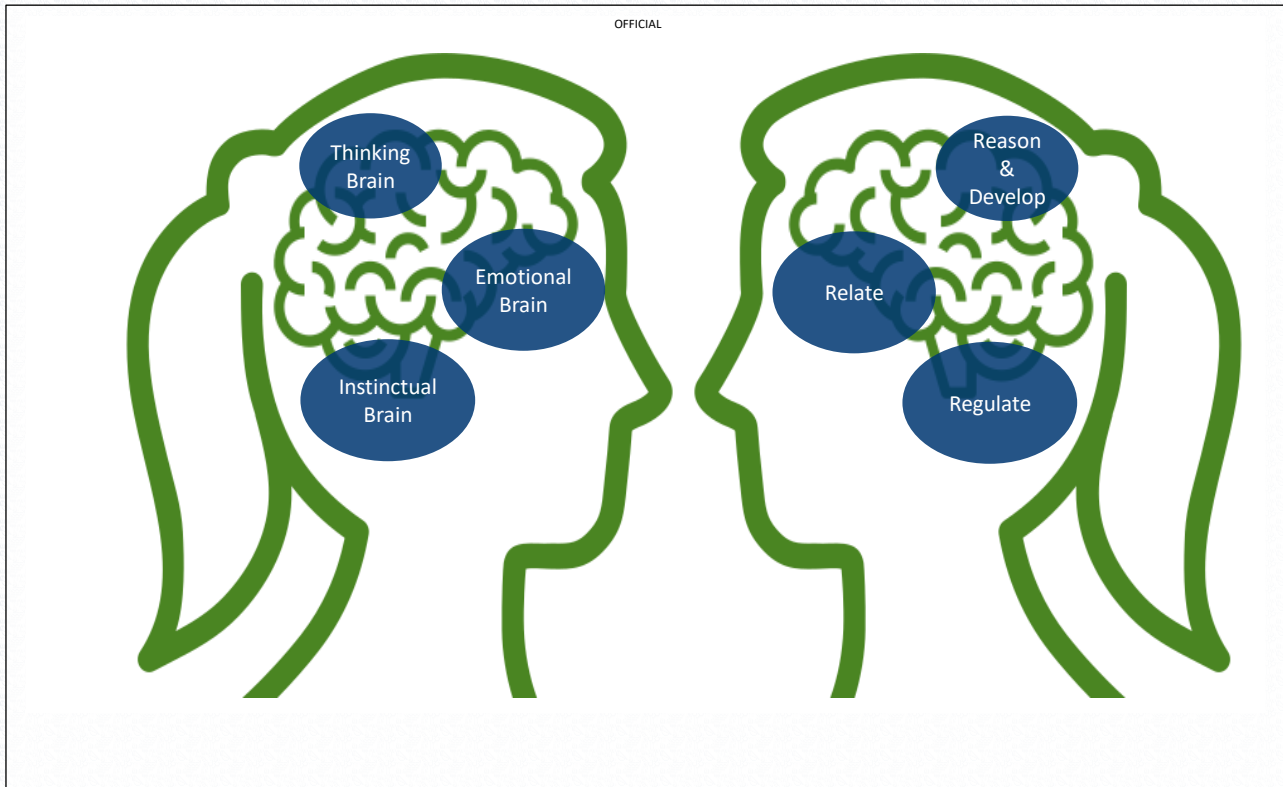 OFFICIAL
Thinking
Brain
Emotional
Brain
Instinctual
Brain
Reason
&
Develop
Relate
Regulate